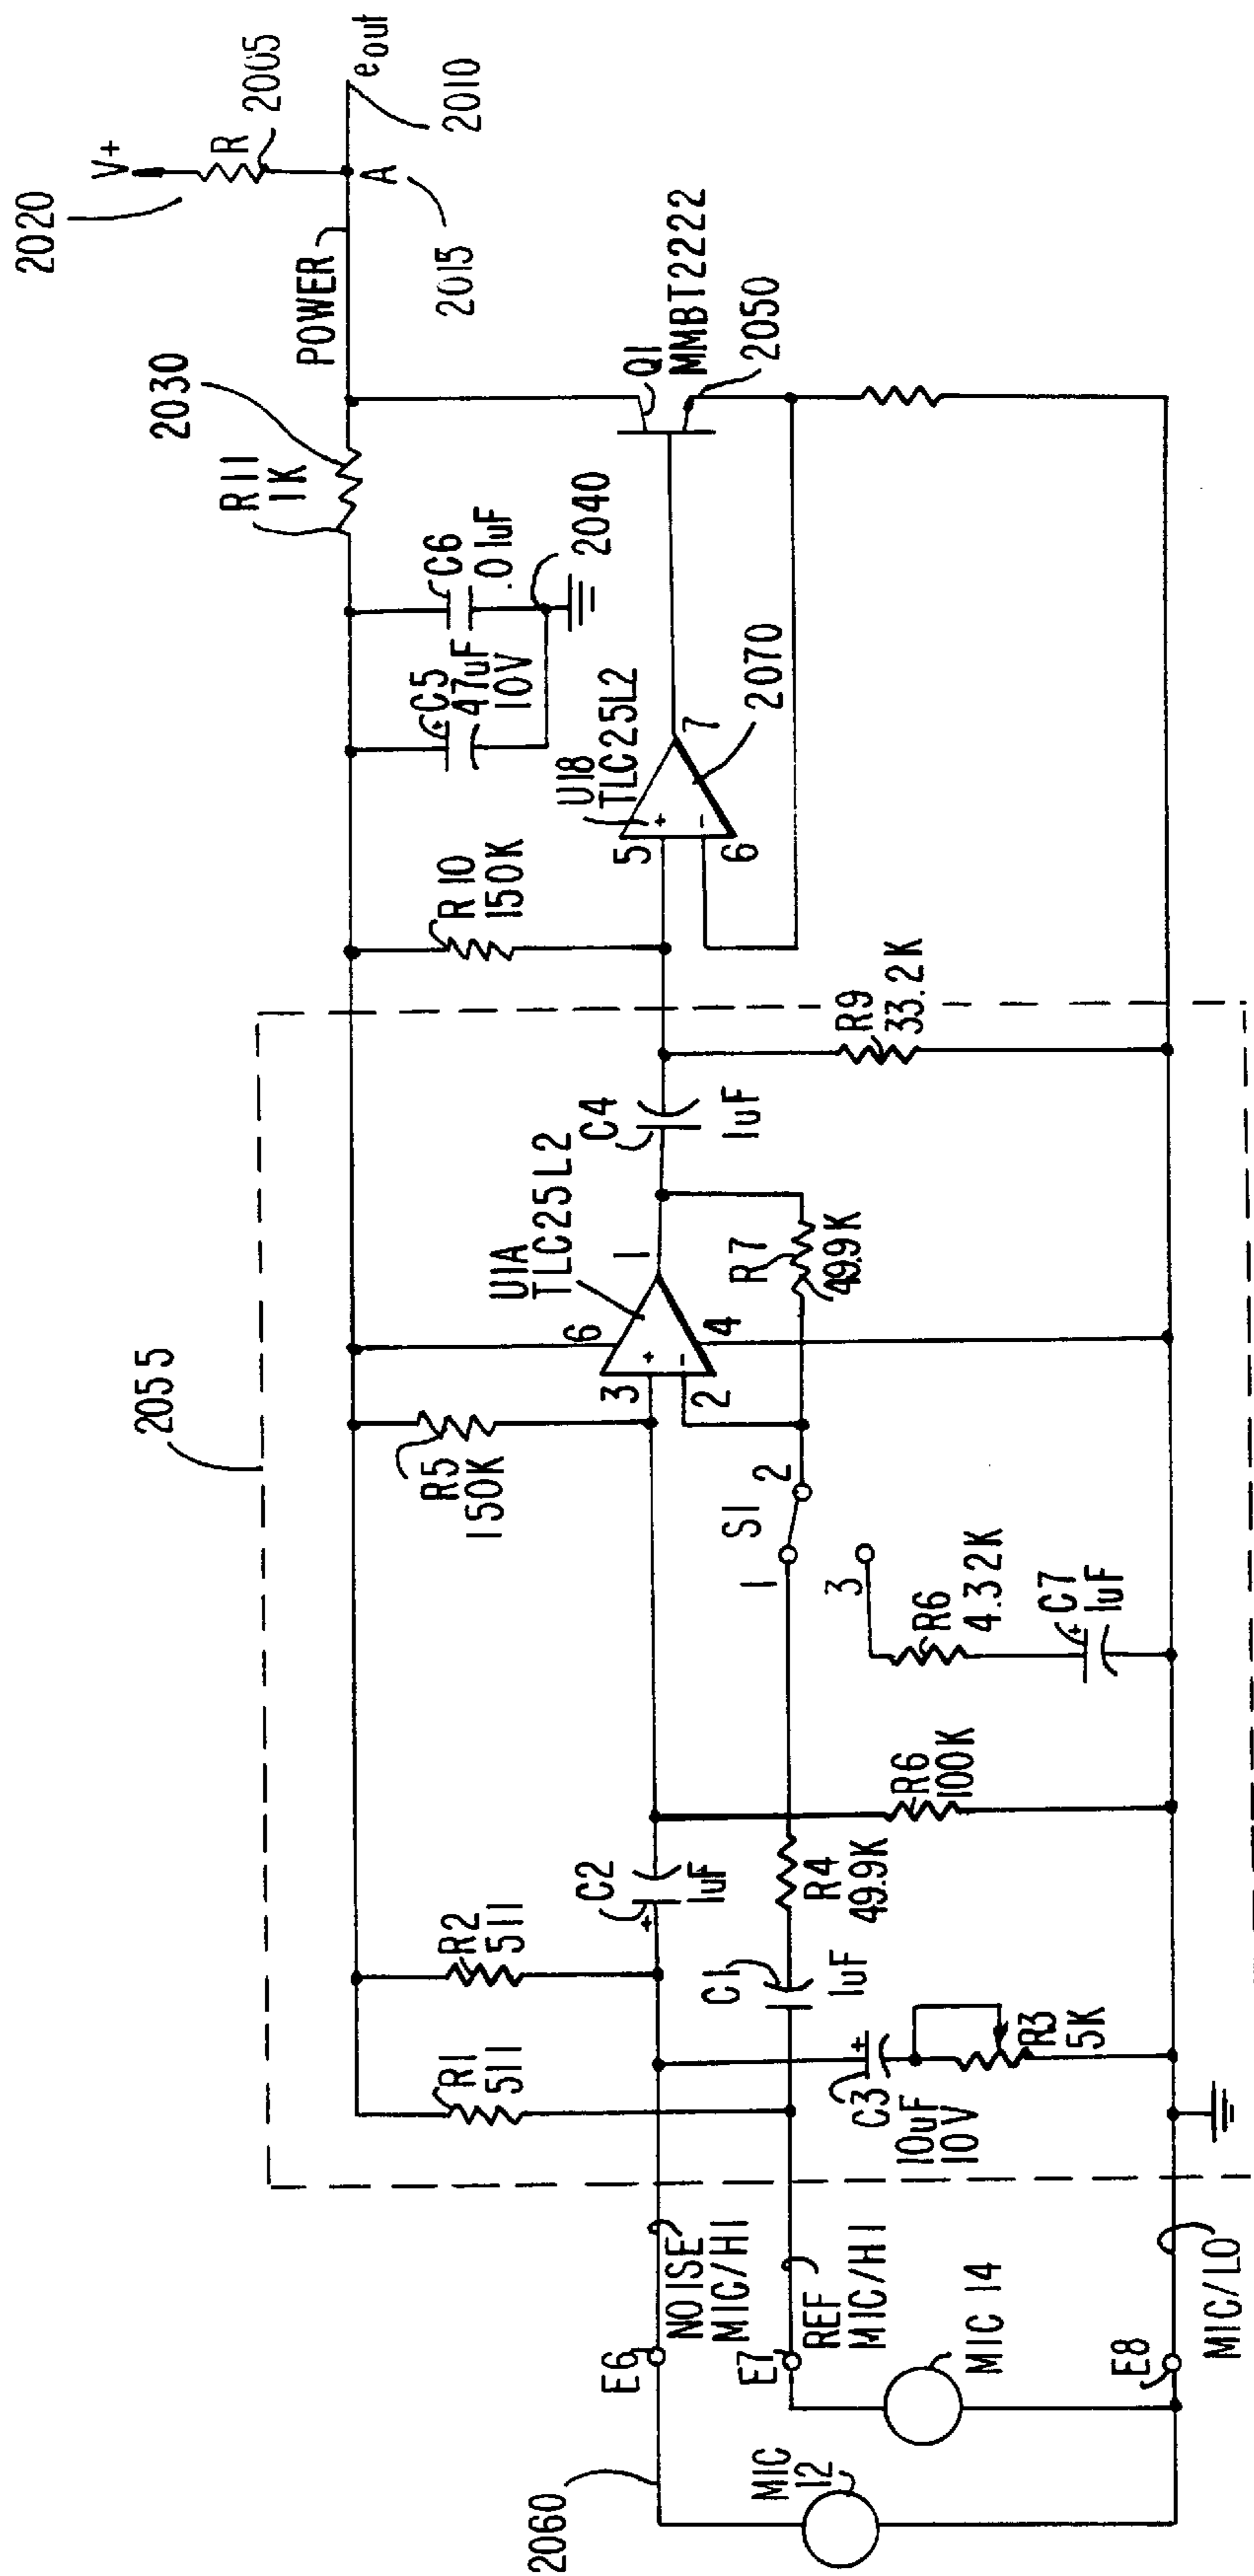 2020
V+
R
2005
eout
2010
A
2015
POWER
2030
R11
1K
Q1
MMBT2222
2050
C6
.01uF
2040
C5
+
47uF
10V
U18
TLC25L2
5
+
-
6
7
2070
R10
150K
2055
R9
33.2K
C4
1uF
U1A
TLC25L2
6
1
3
+
-
2
4
R7
49.9K
R5
150K
S1
2
1
3
R6
4.32K
C7
+
1uF
R6
100K
C2
+
1uF
R4
49.9K
R2
511
C1
1uF
R1
511
C3
+
10uF
10V
R3
5K
E6
NOISE
MIC/HI
E7
REF
MIC/HI
MIC 14
E8
MIC/LO
2060
MIC
12